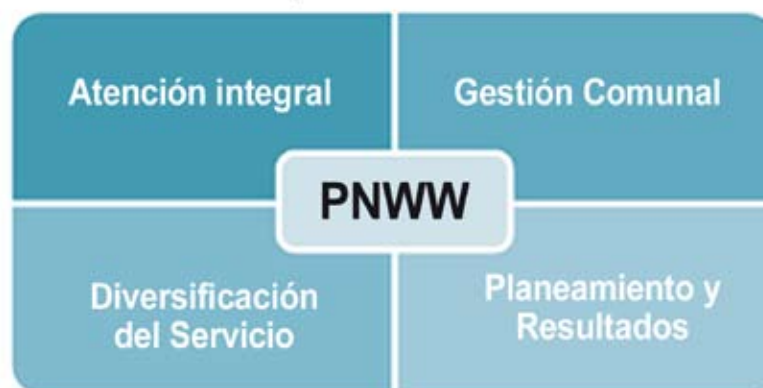 Atención integral
Gestión Comunal
PNWW
Diversificación
del Servicio
Planeamiento y
Resultados